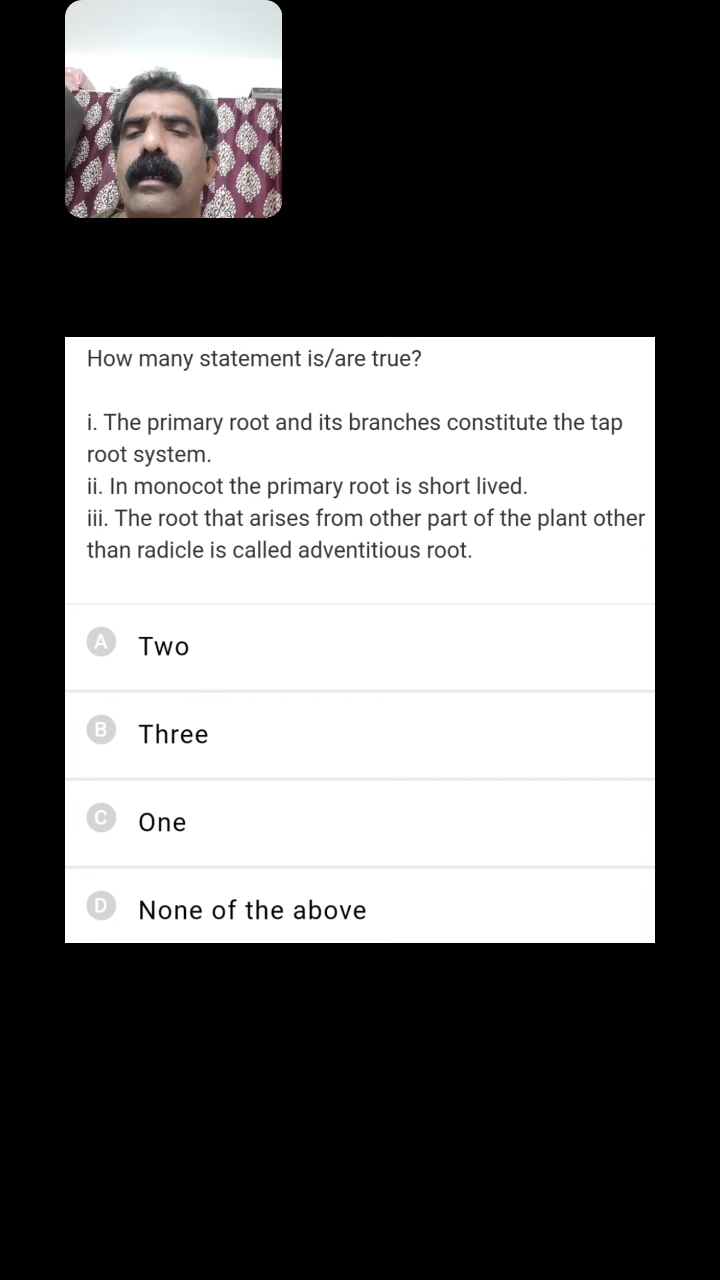 How many statement is/are true?
i. The primary root and its branches constitute the tap
root system.
ii. In monocot the primary root is short lived.
iii. The root that arises from other part of the plant other
than radicle is called adventitious root.
A Two
B Three
C One
D None of the above